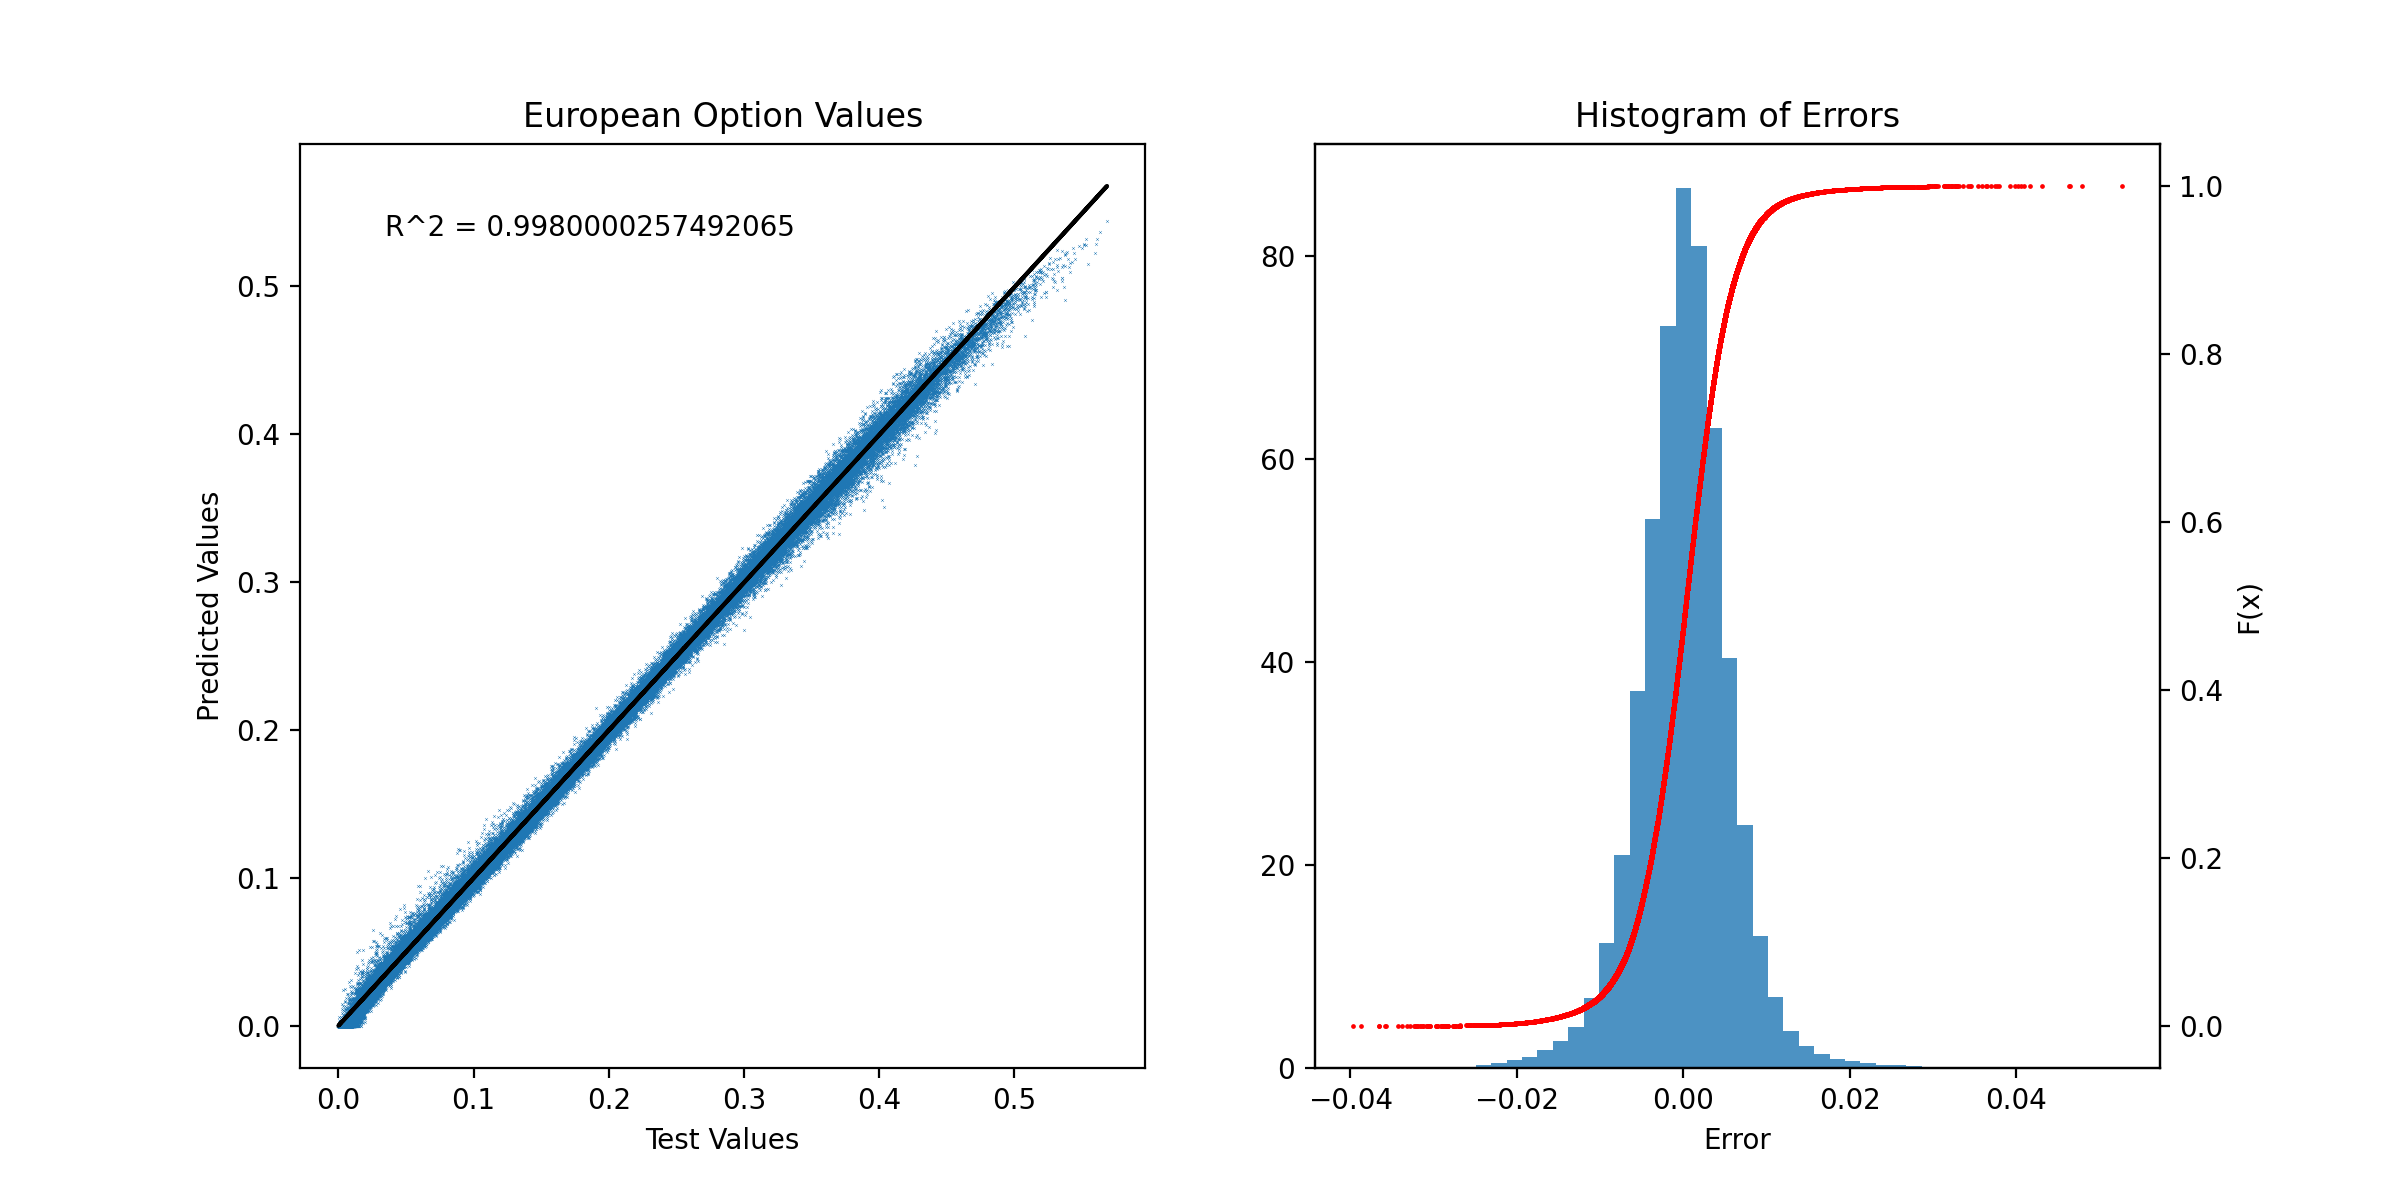 European Option Values
R^2 = 0.9980000257492065
Predicted Values
0.5
0.4
0.3
0.2
0.1
0.0
0.0 0.1 0.2 0.3 0.4 0.5
Test Values
Histogram of Errors
80
60
40
20
0
1.0
0.8
0.6
0.4
0.2
0.0
F(x)
−0.04 −0.02 0.00 0.02 0.04
Error